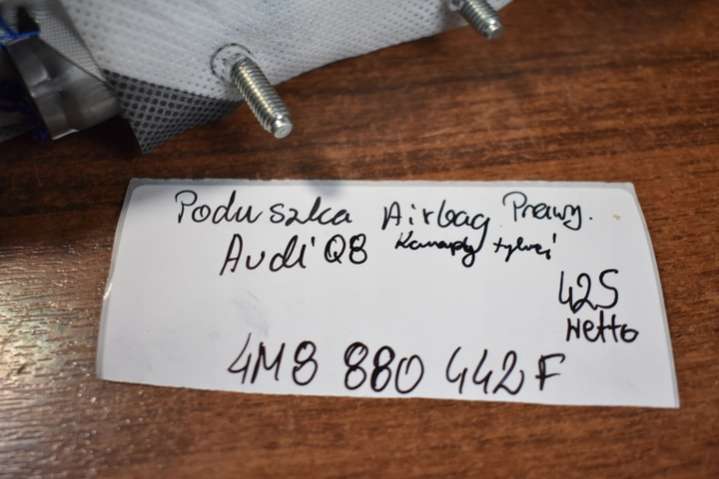 Poduszka Airbag Prawy.
Audi Q8 Kanapy tylnej
425
Netto
4M8 880 442F